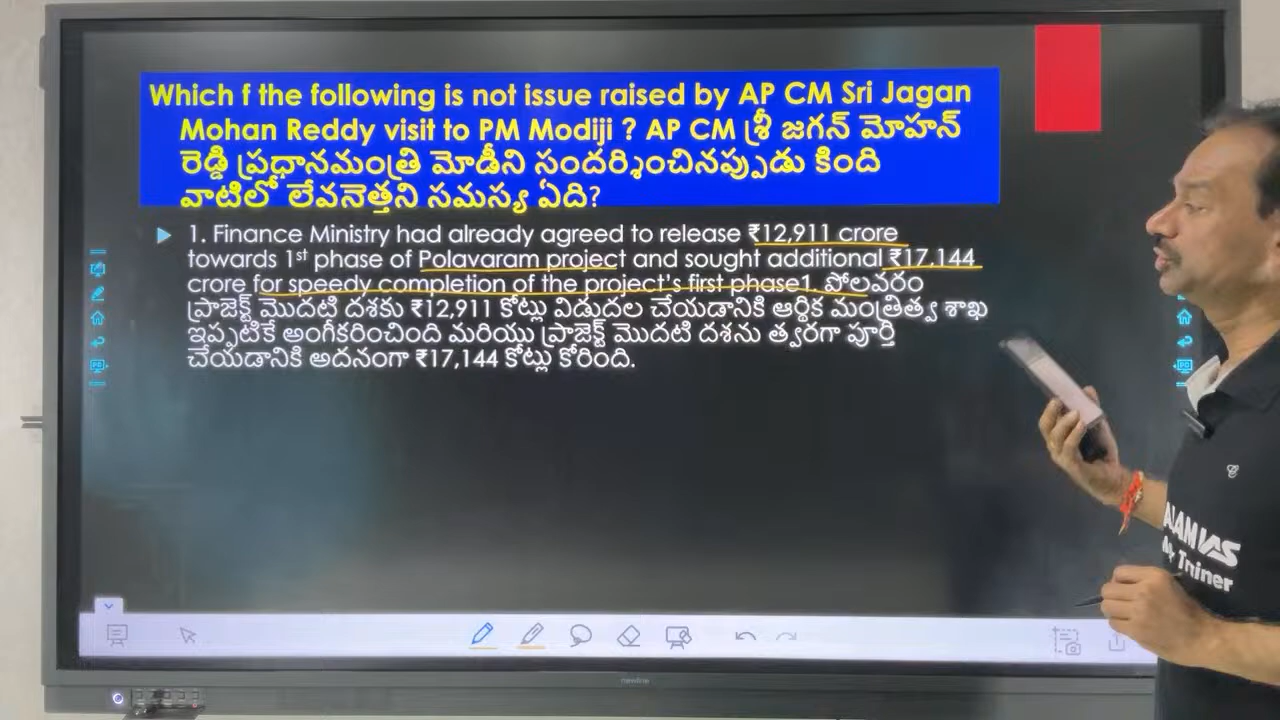 Which f the following is not issue raised by AP CM Sri Jagan
Mohan Reddy visit to PM Modiji ? AP CM శ్రీ జగన్ మోహన్
రెడ్డి ప్రధానమంత్రి మోడీని సందర్శించినప్పుడు కింది
వాటిలో లేవనెత్తని సమస్య ఏది?
1. Finance Ministry had already agreed to release ₹12,911 crore
towards 1st phase of Polavaram project and sought additional ₹17,144
crore for speedy completion of the project's first phase1. పోలవరం
ప్రాజెక్ట్ మొదటి దశకు ₹12,911 కోట్లు విడుదల చేయడానికి ఆర్థిక మంత్రిత్వ శాఖ
ఇప్పటికే అంగీకరించింది మరియు ప్రాజెక్ట్ మొదటి దశను త్వరగా పూర్తి
చేయడానికి అదనంగా ₹17,144 కోట్లు కోరింది.
newline